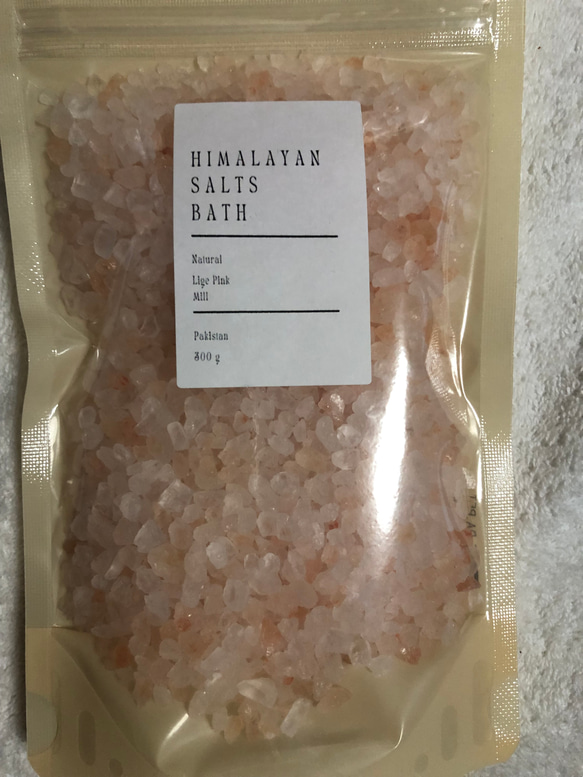 HIMALAYAN
SALTS
BATH
Natural
Lige Pink
Mill
Pakistan
300 g